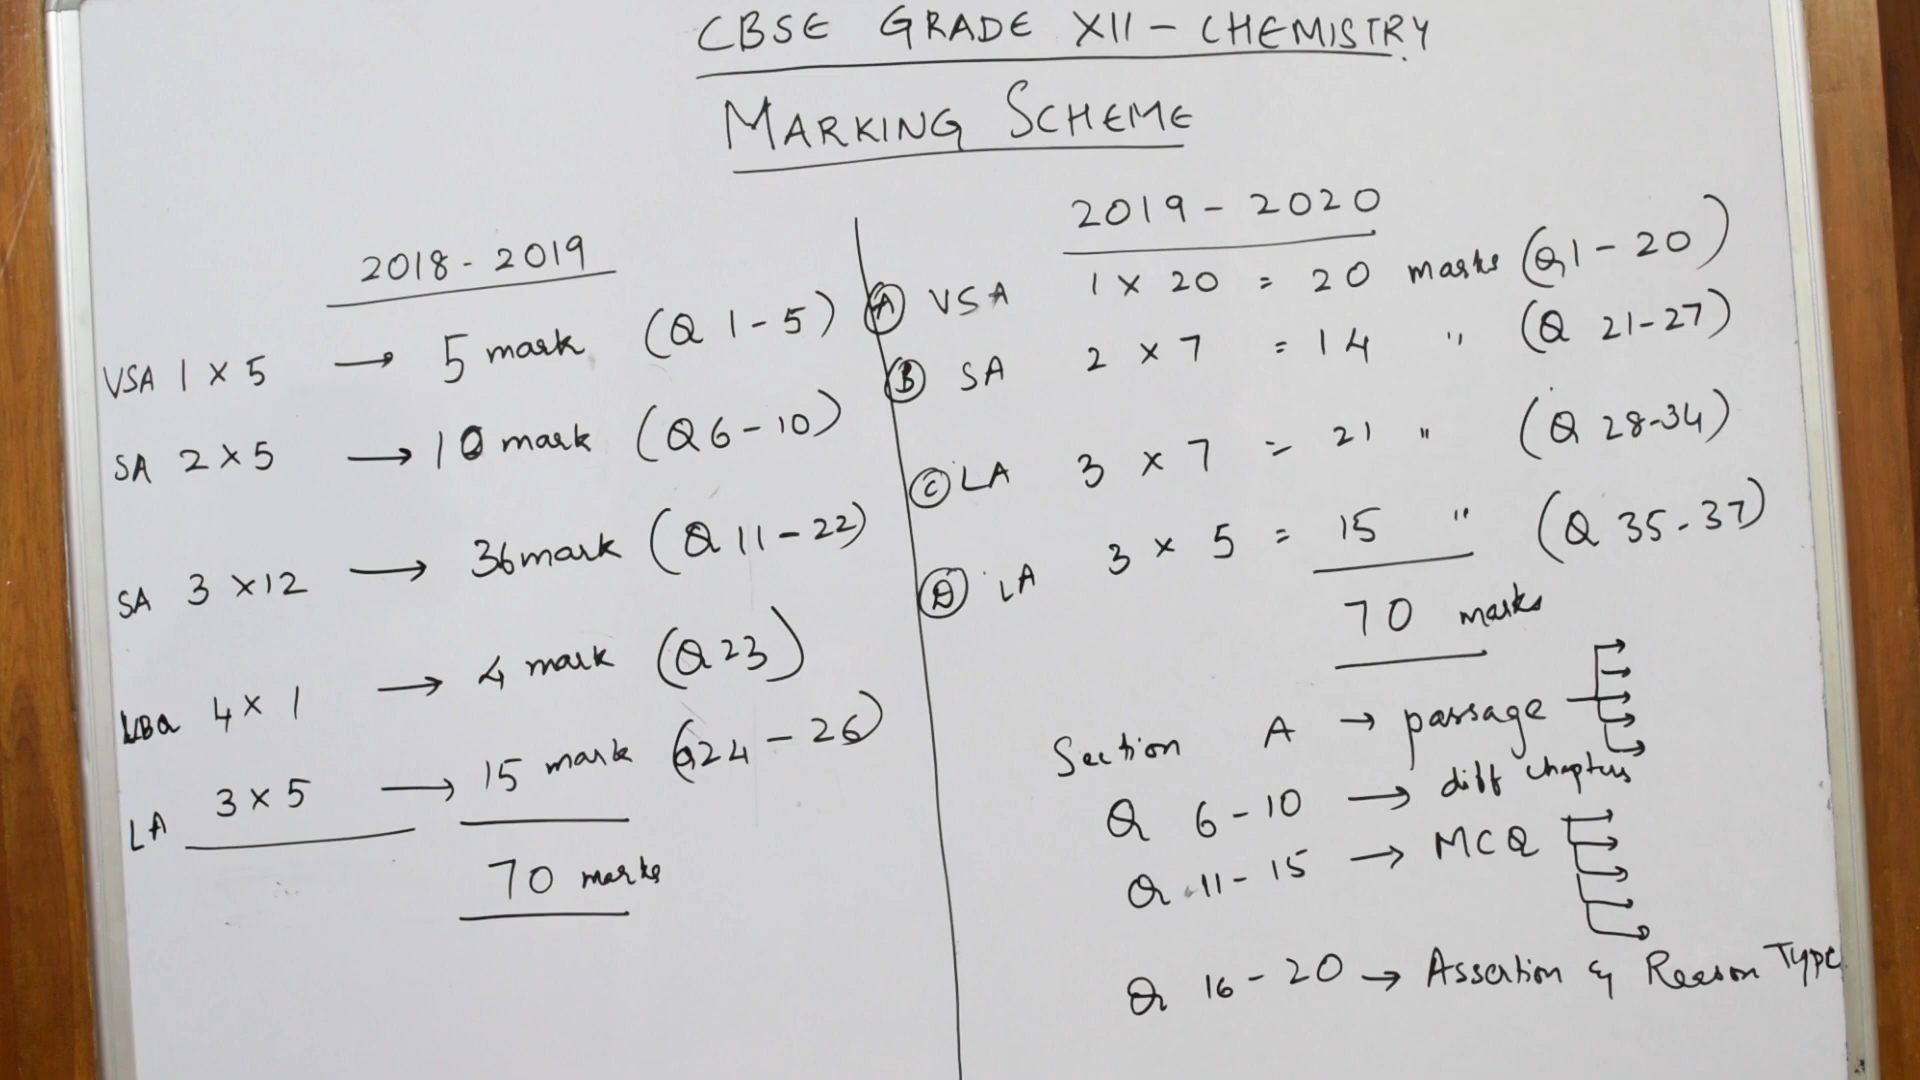 CBSE GRADE XII - CHEMISTRY
MARKING SCHEME
2018 - 2019
VSA 1 × 5 → 5 mark (Q 1 - 5)
SA 2 × 5 → 10 mark (Q 6 - 10)
SA 3 × 12 → 36 mark (Q 11 - 22)
4 × 1 → 4 mark (Q 23)
LA 3 × 5 → 15 mark (Q 24 - 26)
70 marks
2019 - 2020
(A) VSA 1 × 20 = 20 marks (Q 1 - 20)
(B) SA 2 × 7 = 14 " (Q 21 - 27)
(C) LA 3 × 7 = 21 " (Q 28 - 34)
(D) LA 3 × 5 = 15 " (Q 35 - 37)
70 marks
Section A → passage
Q 6 - 10 → diff chapters
Q 11 - 15 → MCQ
Q 16 - 20 → Assertion & Reason Type